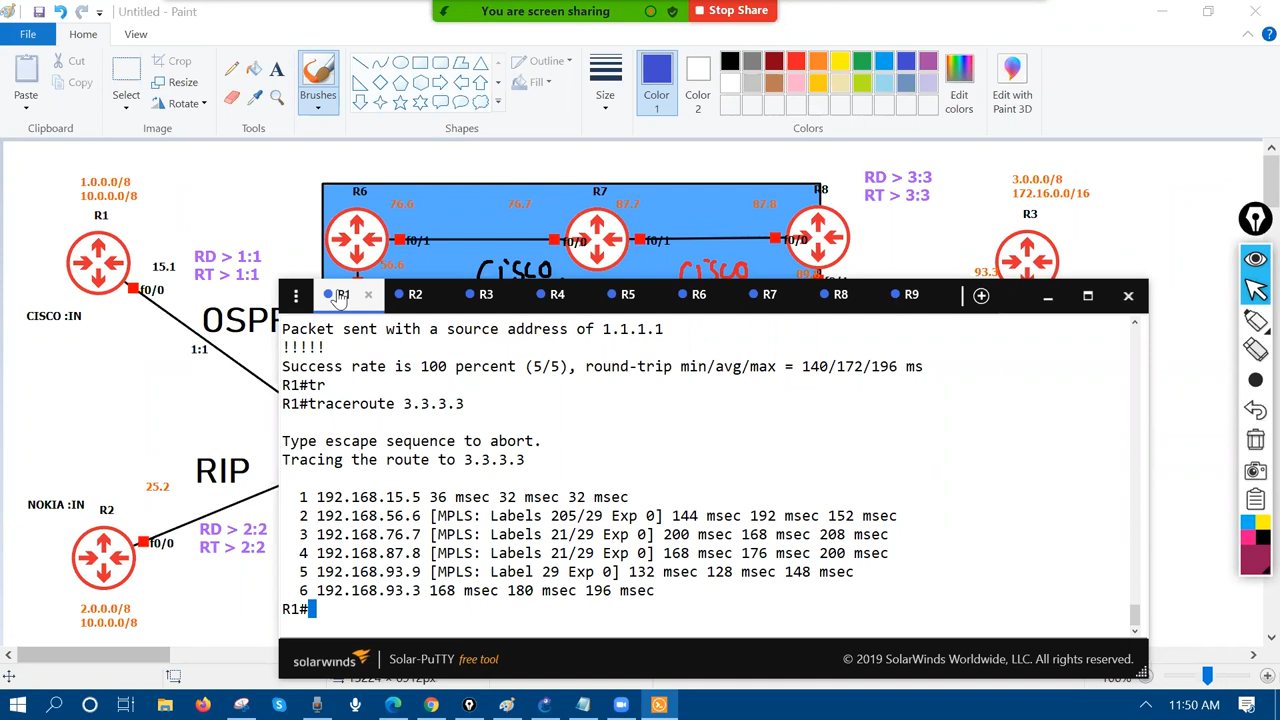 Untitled - Paint
You are screen sharing
Stop Share
File
Home
View
Paste
Cut
Copy
Clipboard
Select
Crop
Resize
Rotate
Image
Tools
Brushes
Shapes
Outline
Fill
Size
Color
1
Color
2
Edit
colors
Edit with
Paint 3D
Colors
1.0.0.0/8
10.0.0.0/8
R1
15.1
RD > 1:1
RT > 1:1
f0/0
CISCO :IN
OSPF
1:1
R6
76.6
f0/1
56.6
76.7
R7
f0/0
87.7
f0/1
87.8
R8
f0/0
CISCO
CISCO
RD > 3:3
RT > 3:3
3.0.0.0/8
172.16.0/16
R3
93.3
RIP
25.2
NOKIA :IN
R2
f0/0
RD > 2:2
RT > 2:2
2.0.0.0/8
10.0.0.0/8
R1 R2 R3 R4 R5 R6 R7 R8 R9
Packet sent with a source address of 1.1.1.1
!!!!!
Success rate is 100 percent (5/5), round-trip min/avg/max = 140/172/196 ms
R1#tr
R1#traceroute 3.3.3.3
Type escape sequence to abort.
Tracing the route to 3.3.3.3
1 192.168.15.5 36 msec 32 msec 32 msec
2 192.168.56.6 [MPLS: Labels 205/29 Exp 0] 144 msec 192 msec 152 msec
3 192.168.76.7 [MPLS: Labels 21/29 Exp 0] 200 msec 168 msec 208 msec
4 192.168.87.8 [MPLS: Labels 21/29 Exp 0] 168 msec 176 msec 200 msec
5 192.168.93.9 [MPLS: Label 29 Exp 0] 132 msec 128 msec 148 msec
6 192.168.93.3 168 msec 180 msec 196 msec
R1#
solarwinds
Solar-PuTTY free tool
© 2019 SolarWinds Worldwide, LLC. All rights reserved.
11:50 AM